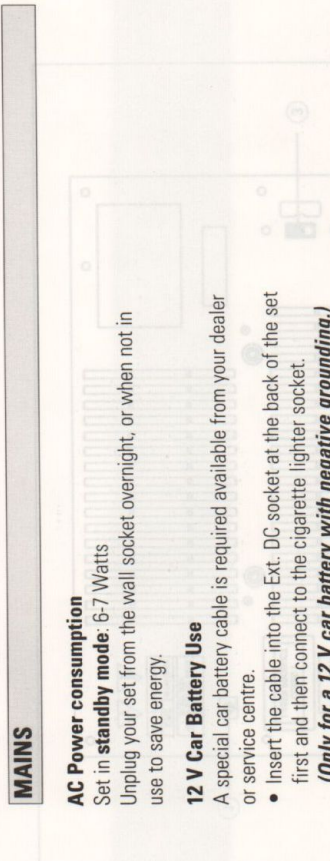 MAINS
AC Power consumption
Set in standby mode: 6-7 Watts
Unplug your set from the wall socket overnight, or when not in
use to save energy.
12 V Car Battery Use
A special car battery cable is required available from your dealer
or service centre.
• Insert the cable into the Ext. DC socket at the back of the set
first and then connect to the cigarette lighter socket.
(Only for a 12 V car battery with negative grounding.)